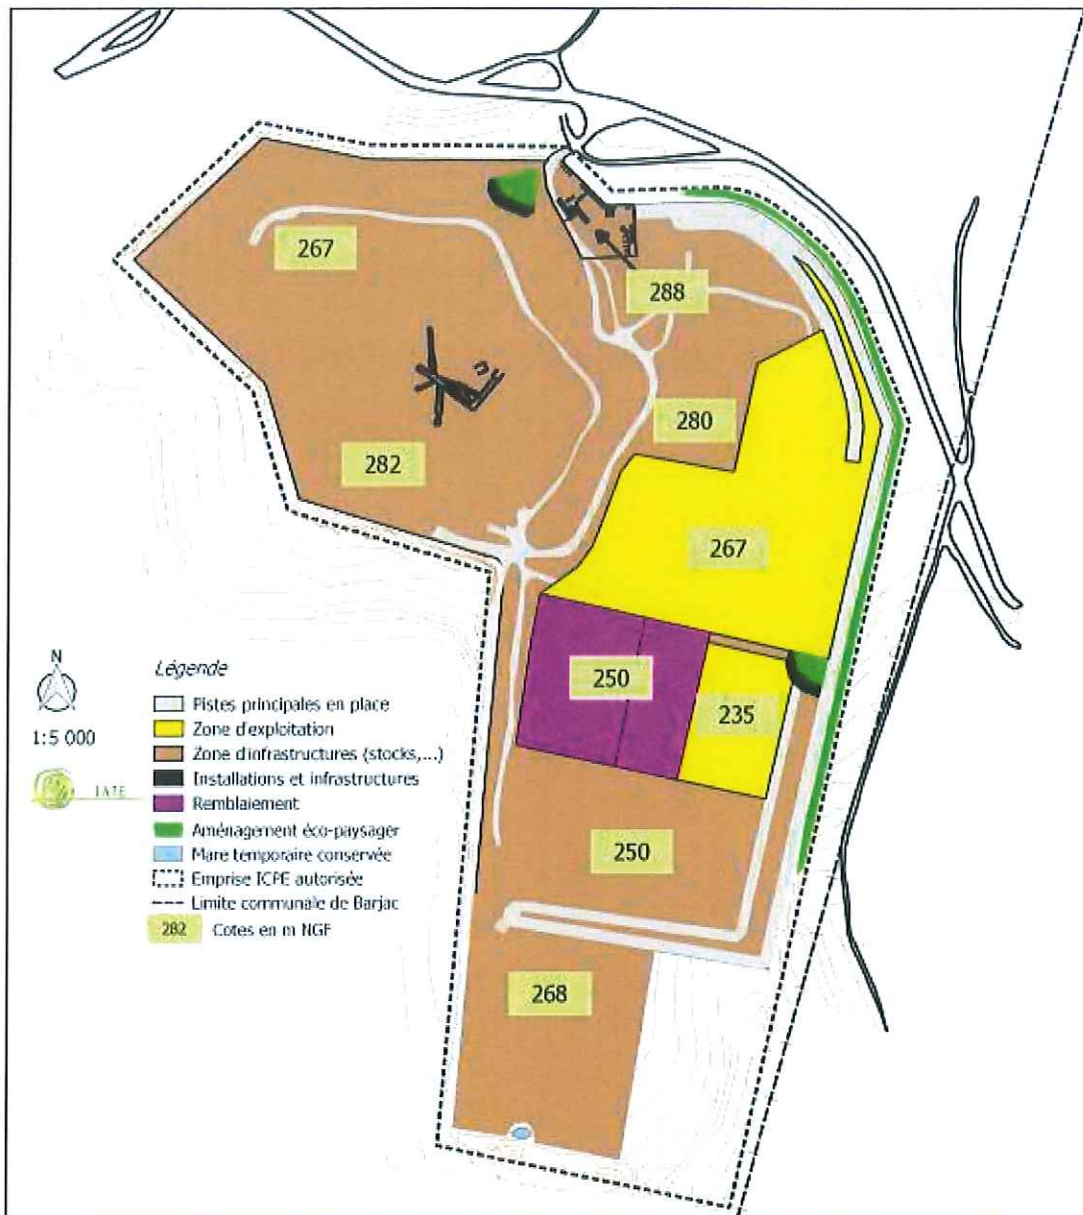 267
288
280
282
267
250
235
250
268
N
1:5 000
Légende
Pistes principales en place
Zone d'exploitation
Zone d'infrastructures (stocks,...)
Installations et infrastructures
Remblaiement
Aménagement éco-paysager
Mare temporaire conservée
Emprise ICPE autorisée
Limite communale de Barjac
282 Cotes en m NGF